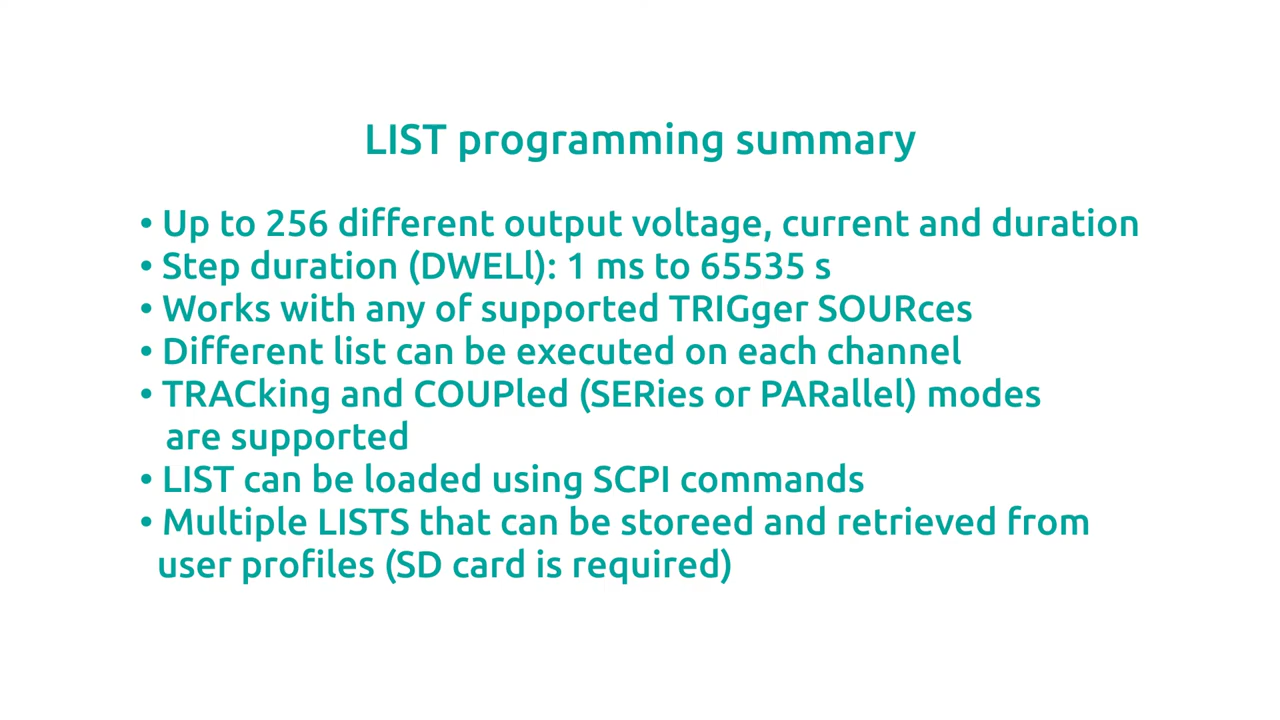 LIST programming summary
• Up to 256 different output voltage, current and duration
• Step duration (DWELl): 1 ms to 65535 s
• Works with any of supported TRIGger SOURces
• Different list can be executed on each channel
• TRACking and COUPled (SERies or PARallel) modes
are supported
• LIST can be loaded using SCPI commands
• Multiple LISTS that can be storeed and retrieved from
user profiles (SD card is required)